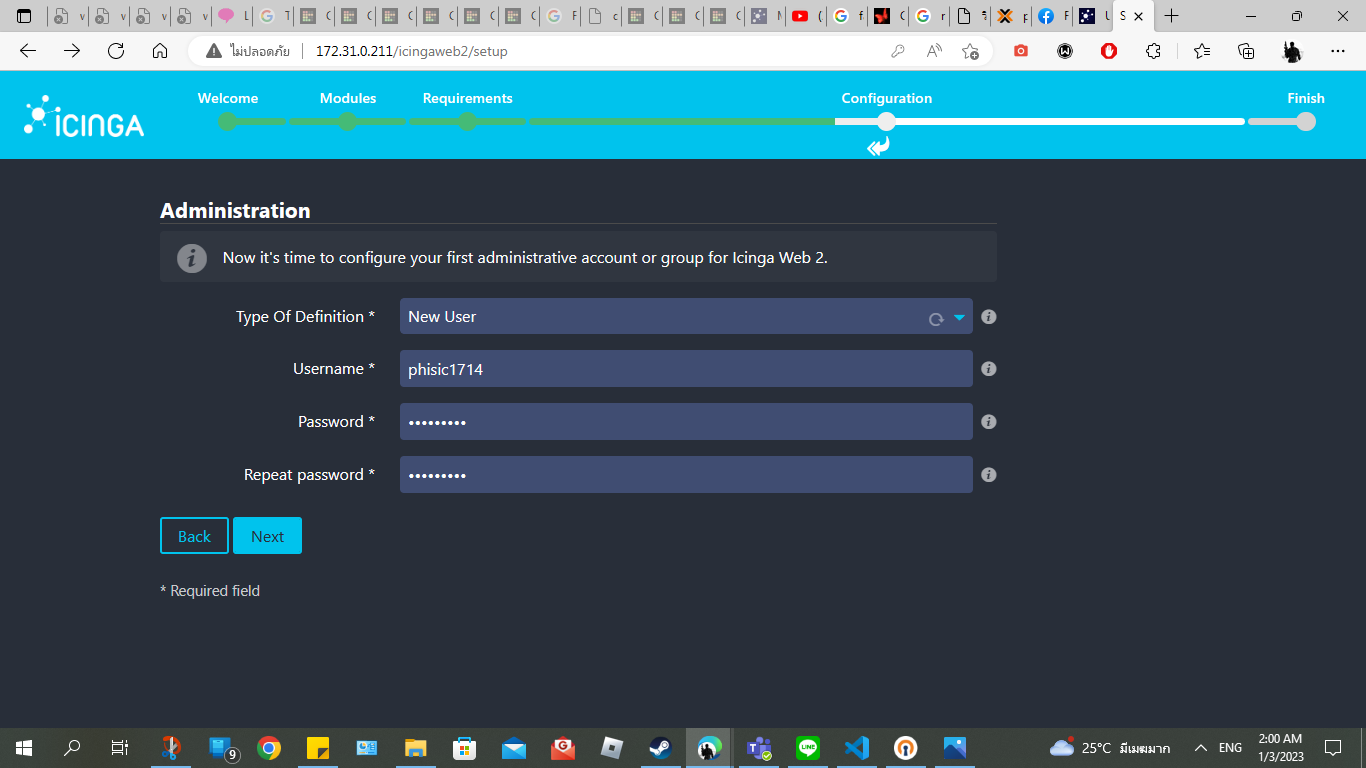 ไม่ปลอดภัย
172.31.0.211/icingaweb2/setup
ICINGA
Welcome
Modules
Requirements
Configuration
Finish
Administration
Now it's time to configure your first administrative account or group for Icinga Web 2.
Type Of Definition *
New User
Username *
phisic1714
Password *
•••••••••
Repeat password *
•••••••••
Back
Next
* Required field
9
25°C มีเมฆมาก
ENG
2:00 AM
1/3/2023